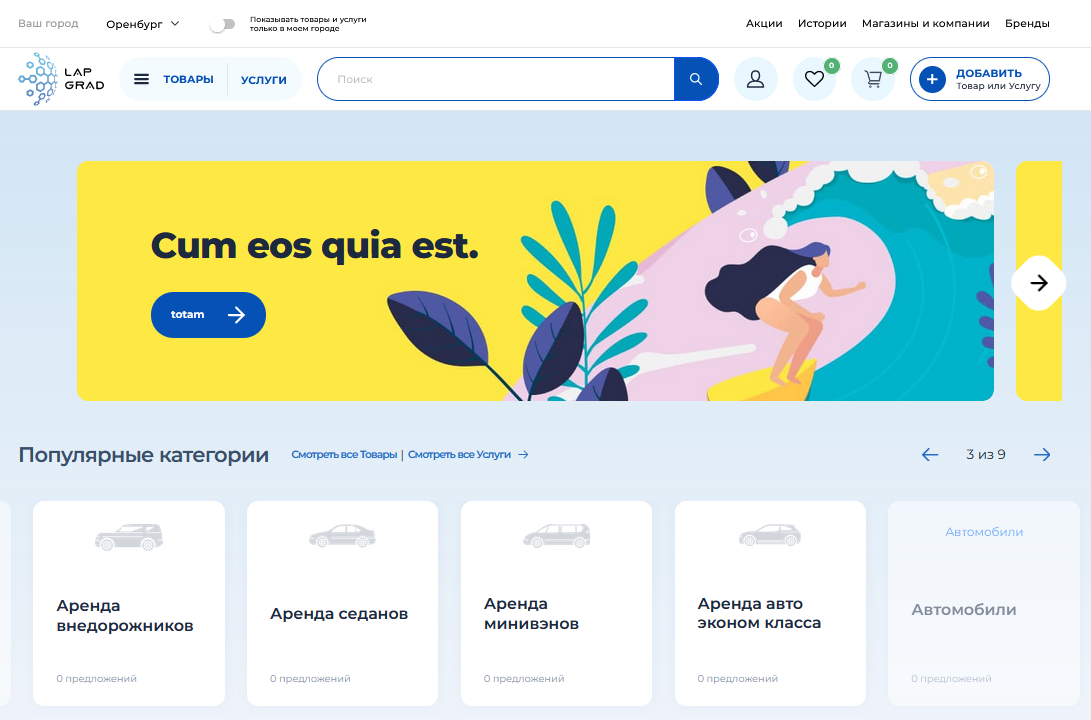 Ваш город
Оренбург
Показывать товары и услуги
только в моем городе
Акции
Истории
Магазины и компании
Бренды
LAP
GRAD
ТОВАРЫ
УСЛУГИ
Поиск
0
0
ДОБАВИТЬ
Товар или Услугу
Cum eos quia est.
totam
Популярные категории
Смотреть все Товары | Смотреть все Услуги
3 из 9
Аренда
внедорожников
0 предложений
Аренда седанов
0 предложений
Аренда
минивэнов
0 предложений
Аренда авто
эконом класса
0 предложений
Автомобили
Автомобили
0 предложений